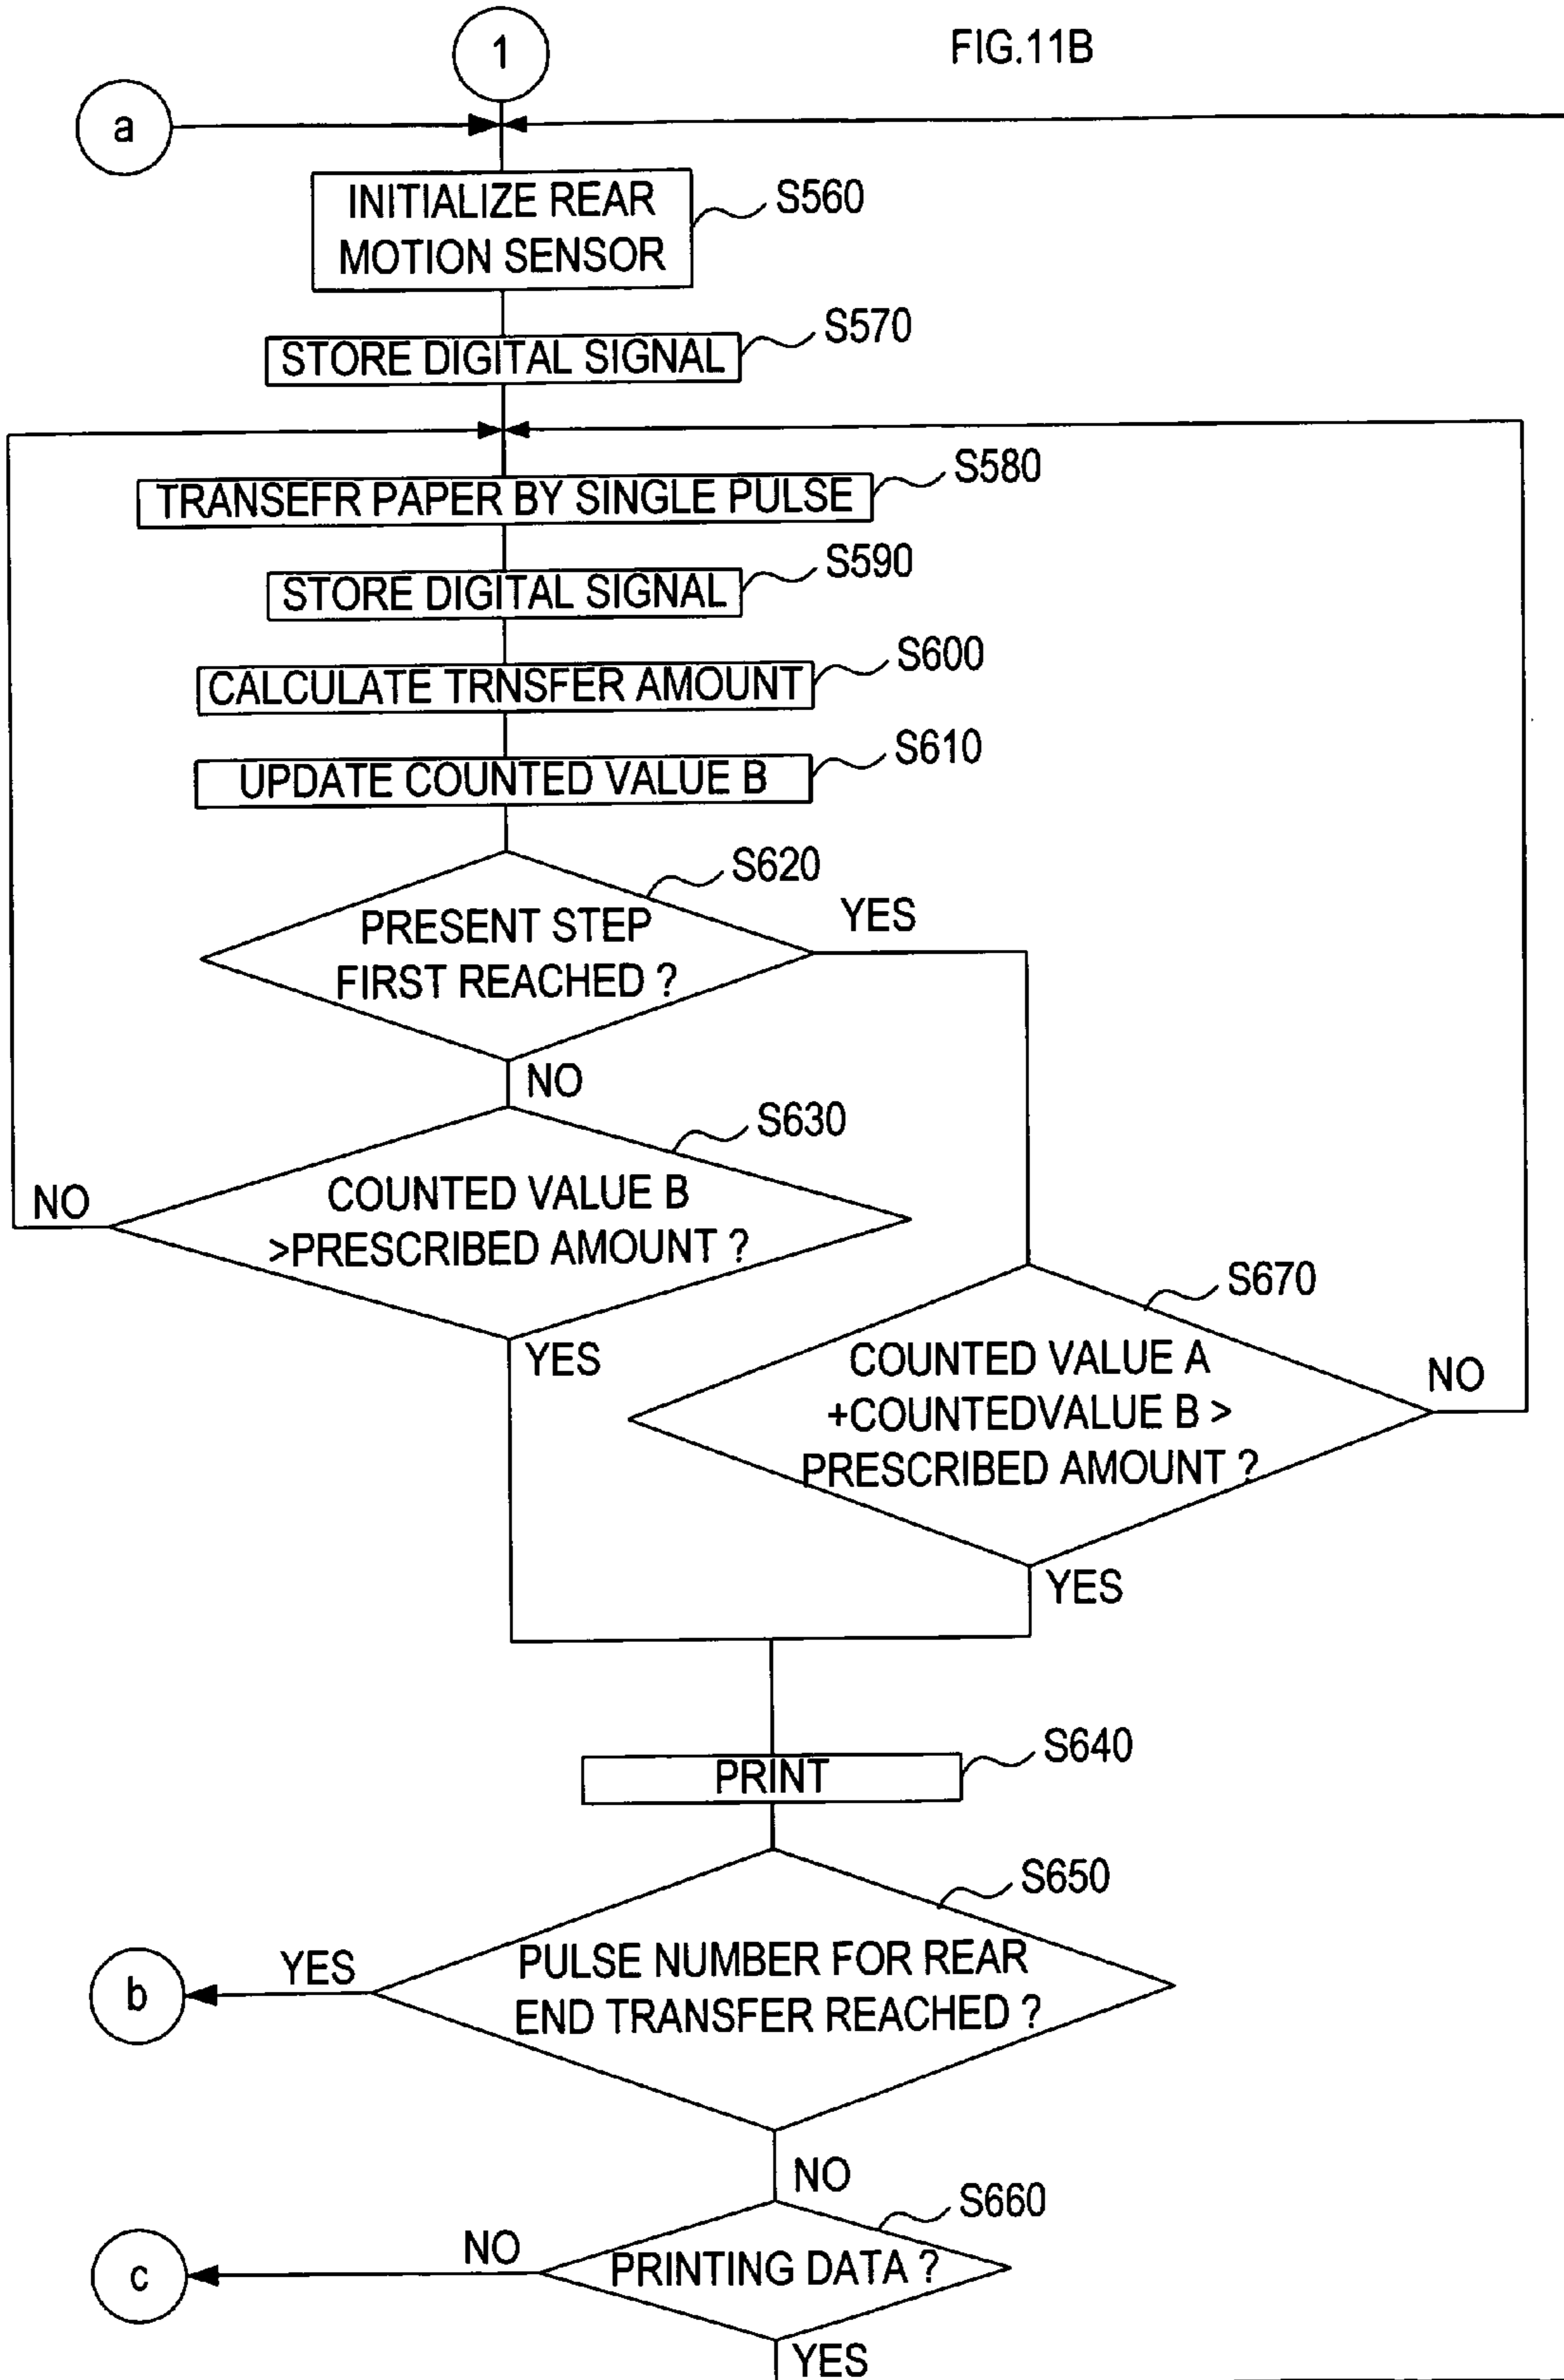 FIG.11B
1
a
INITIALIZE REAR
MOTION SENSOR
S560
STORE DIGITAL SIGNAL
S570
TRANSEFR PAPER BY SINGLE PULSE
S580
STORE DIGITAL SIGNAL
S590
CALCULATE TRNSFER AMOUNT
S600
UPDATE COUNTED VALUE B
S610
S620
PRESENT STEP
FIRST REACHED ?
YES
NO
S630
COUNTED VALUE B
>PRESCRIBED AMOUNT ?
NO
YES
S670
COUNTED VALUE A
+COUNTEDVALUE B >
PRESCRIBED AMOUNT ?
NO
YES
PRINT
S640
S650
PULSE NUMBER FOR REAR
END TRANSFER REACHED ?
YES
b
NO
S660
PRINTING DATA ?
NO
c
YES